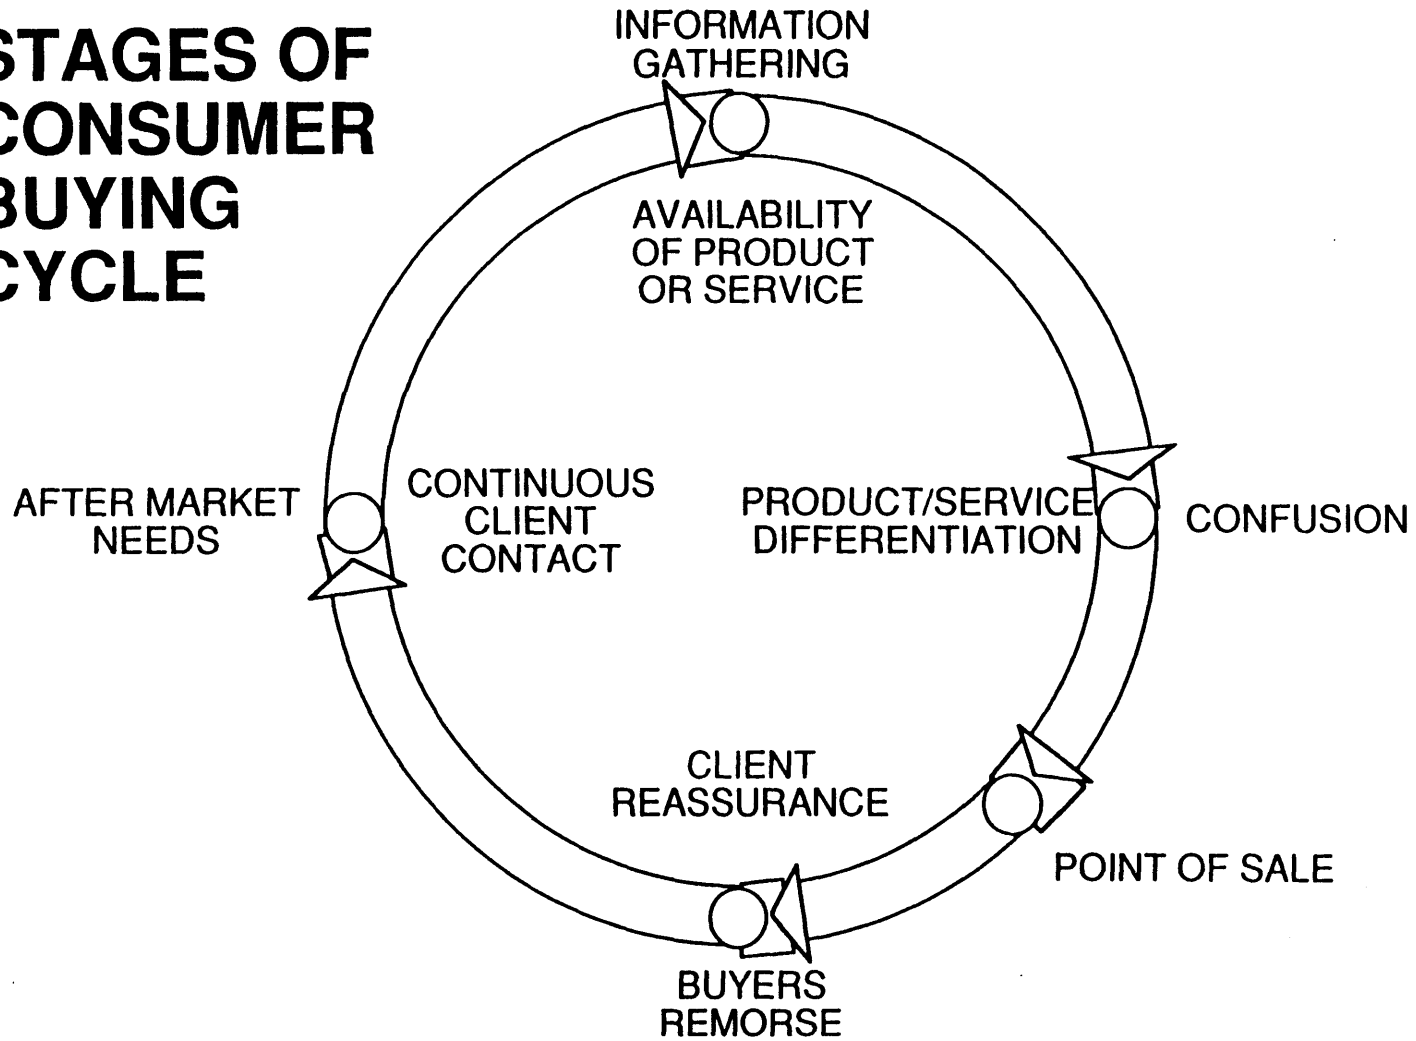 STAGES OF
CONSUMER
BUYING
CYCLE
INFORMATION
GATHERING
AVAILABILITY
OF PRODUCT
OR SERVICE
AFTER MARKET
NEEDS
CONTINUOUS
CLIENT
CONTACT
PRODUCT/SERVICE
DIFFERENTIATION
CONFUSION
CLIENT
REASSURANCE
POINT OF SALE
BUYERS
REMORSE